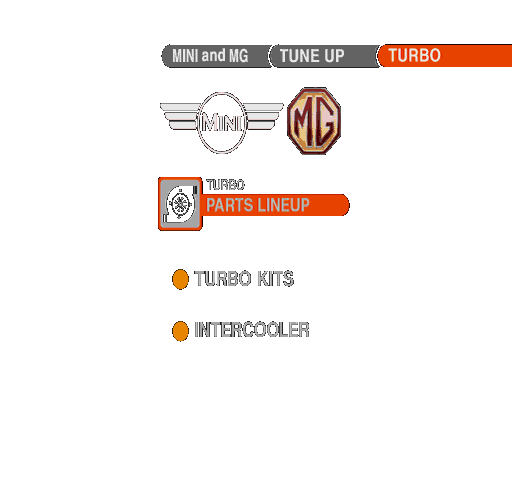 MINI and MG TUNE UP TURBO
MINI MG
TURBO
PARTS LINEUP
TURBO KITS
INTERCOOLER